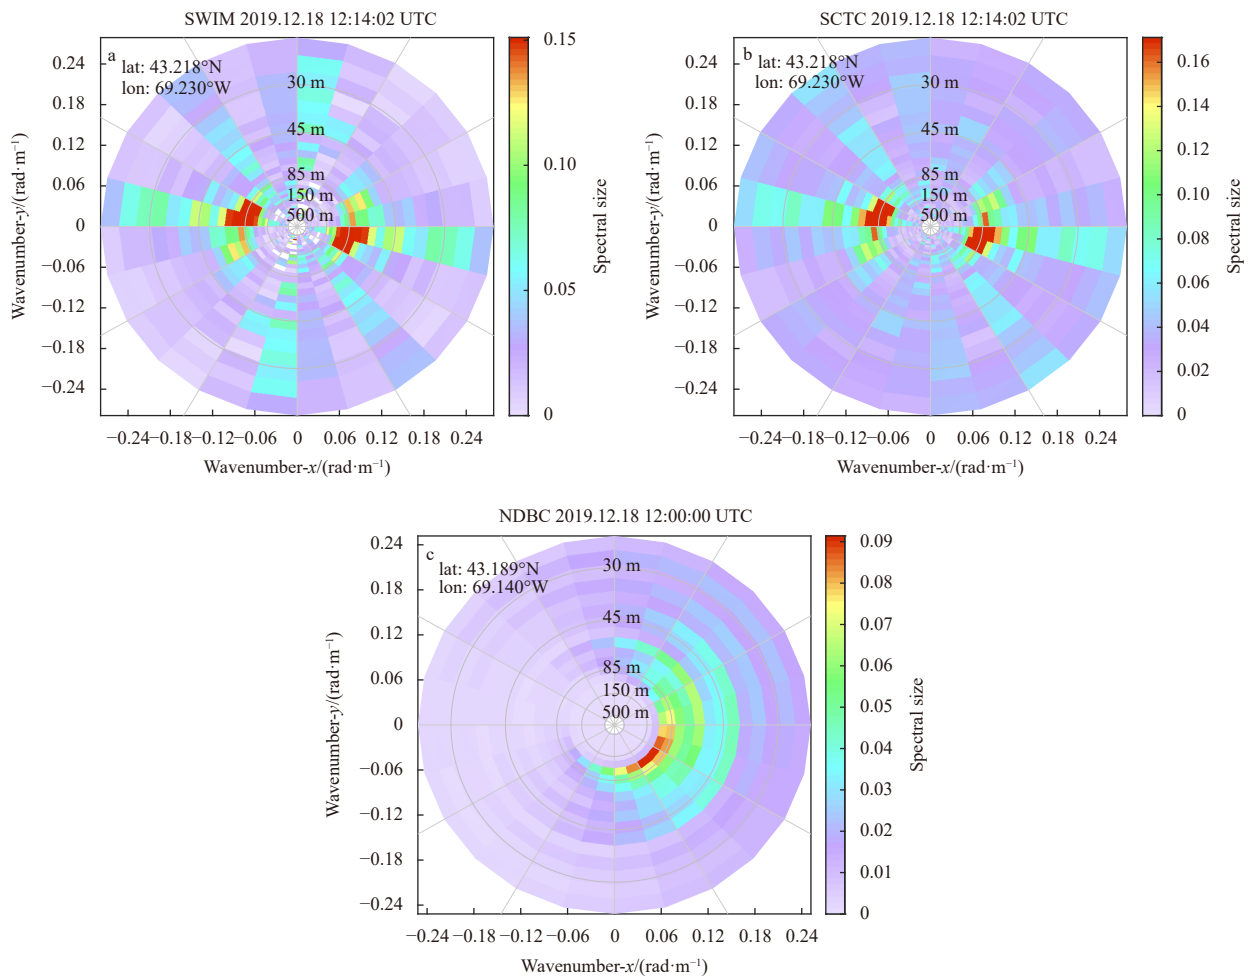 SWIM 2019.12.18 12:14:02 UTC
a
lat: 43.218°N
lon: 69.230°W
30 m
45 m
85 m
150 m
500 m
0.24
0.18
0.12
0.06
0
−0.06
−0.12
−0.18
−0.24
Wavenumber-y/(rad·m⁻¹)
−0.24−0.18−0.12−0.06 0 0.06 0.12 0.18 0.24
Wavenumber-x/(rad·m⁻¹)
0.15
0.10
0.05
0
Spectral size
SCTC 2019.12.18 12:14:02 UTC
b
lat: 43.218°N
lon: 69.230°W
30 m
45 m
85 m
150 m
500 m
0.24
0.18
0.12
0.06
0
−0.06
−0.12
−0.18
−0.24
Wavenumber-y/(rad·m⁻¹)
−0.24−0.18−0.12−0.06 0 0.06 0.12 0.18 0.24
Wavenumber-x/(rad·m⁻¹)
0.16
0.14
0.12
0.10
0.08
0.06
0.04
0.02
0
Spectral size
NDBC 2019.12.18 12:00:00 UTC
c
lat: 43.189°N
lon: 69.140°W
30 m
45 m
85 m
150 m
500 m
0.24
0.18
0.12
0.06
0
−0.06
−0.12
−0.18
−0.24
Wavenumber-y/(rad·m⁻¹)
−0.24 −0.18 −0.12 −0.06 0 0.06 0.12 0.18 0.24
Wavenumber-x/(rad·m⁻¹)
0.09
0.08
0.07
0.06
0.05
0.04
0.03
0.02
0.01
0
Spectral size